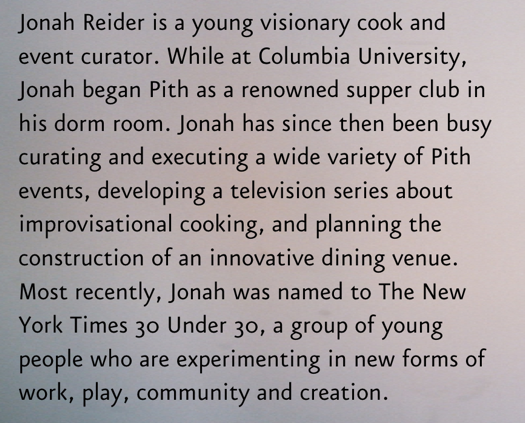 Jonah Reider is a young visionary cook and
event curator. While at Columbia University,
Jonah began Pith as a renowned supper club in
his dorm room. Jonah has since then been busy
curating and executing a wide variety of Pith
events, developing a television series about
improvisational cooking, and planning the
construction of an innovative dining venue.
Most recently, Jonah was named to The New
York Times 30 Under 30, a group of young
people who are experimenting in new forms of
work, play, community and creation.